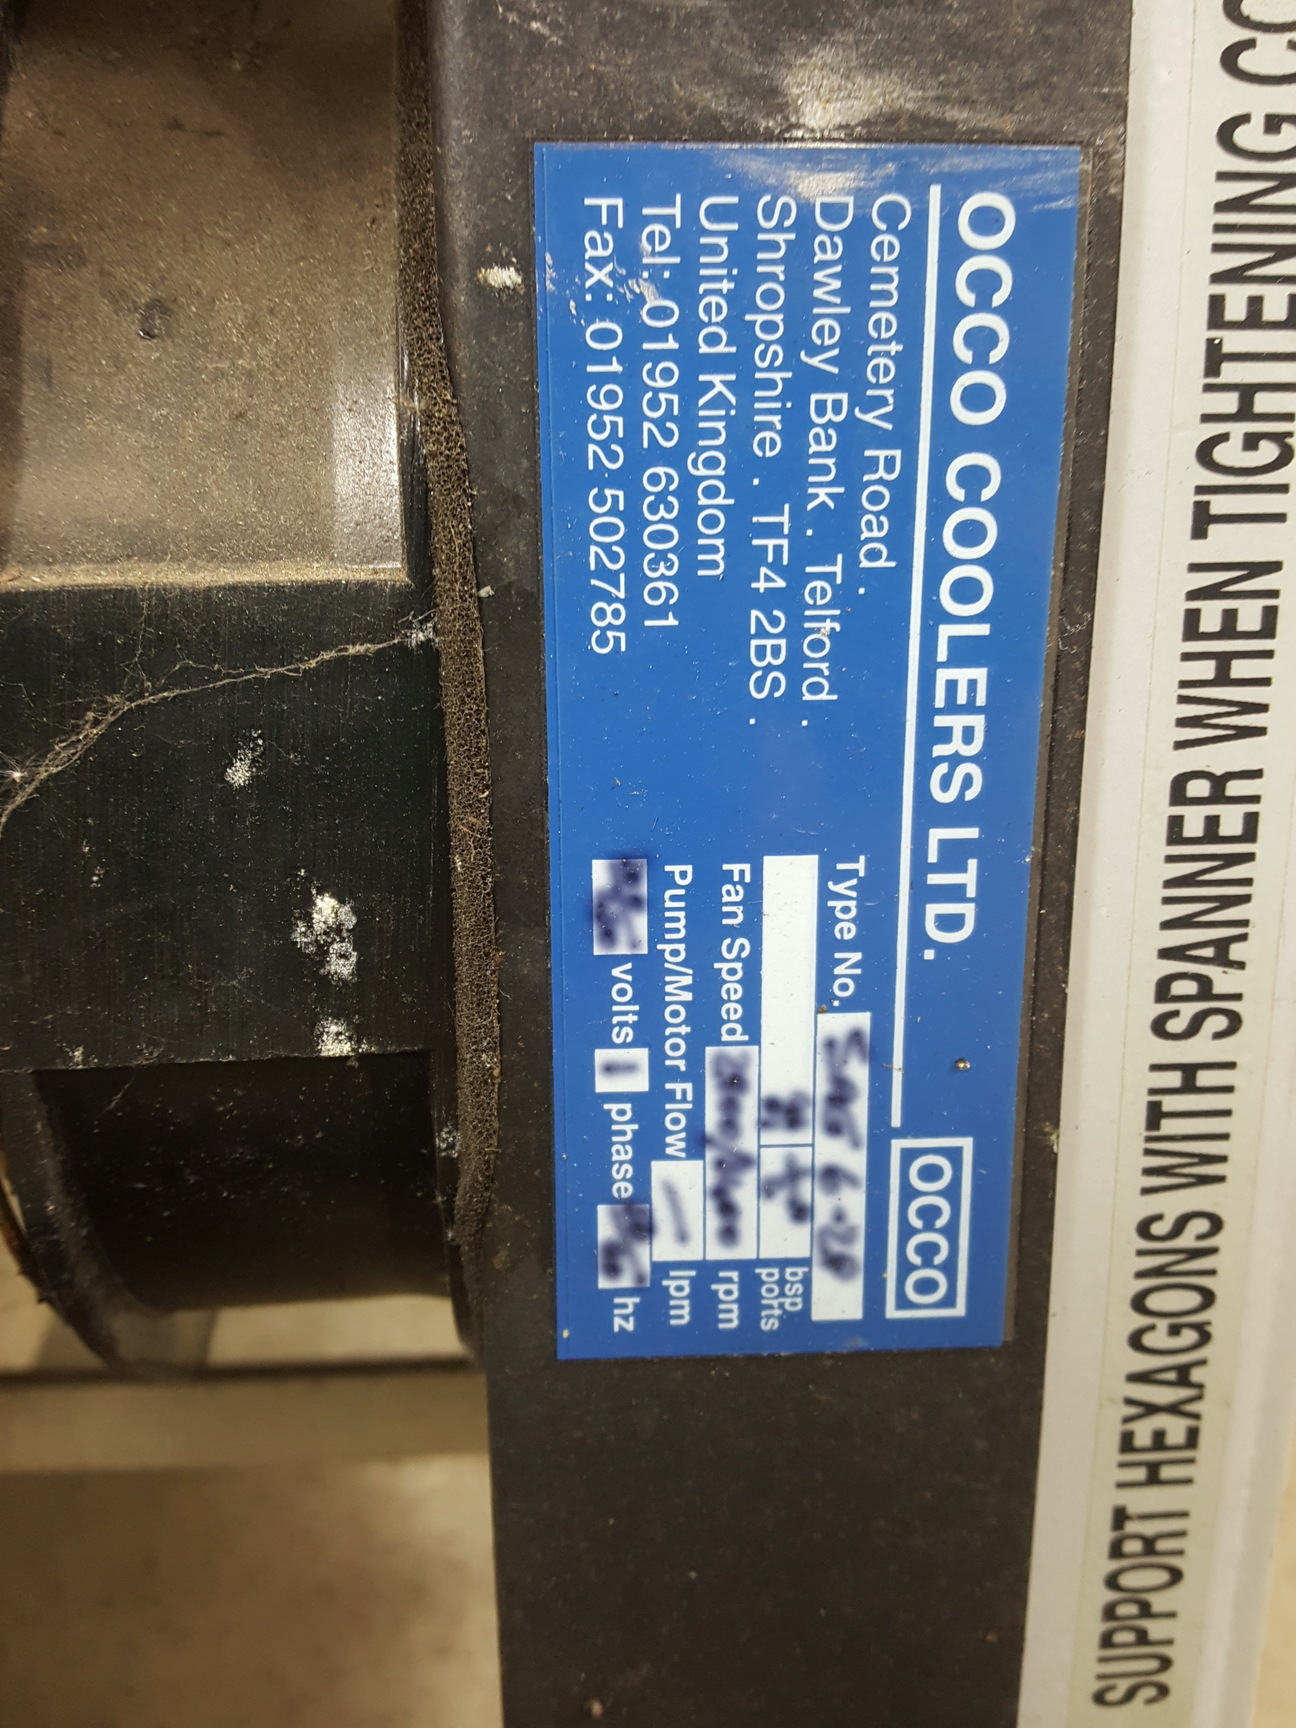 OCCO COOLERS LTD.
OCCO
Cemetery Road .
Dawley Bank . Telford .
Shropshire . TF4 2BS .
United Kingdom
Tel: 01952 630361
Fax: 01952 502785
Type No.
bsp. ports
Fan Speed rpm
Pump/Motor Flow — lpm
volts 1 phase hz
SUPPORT HEXAGONS WITH SPANNER WHEN TIGHTENING